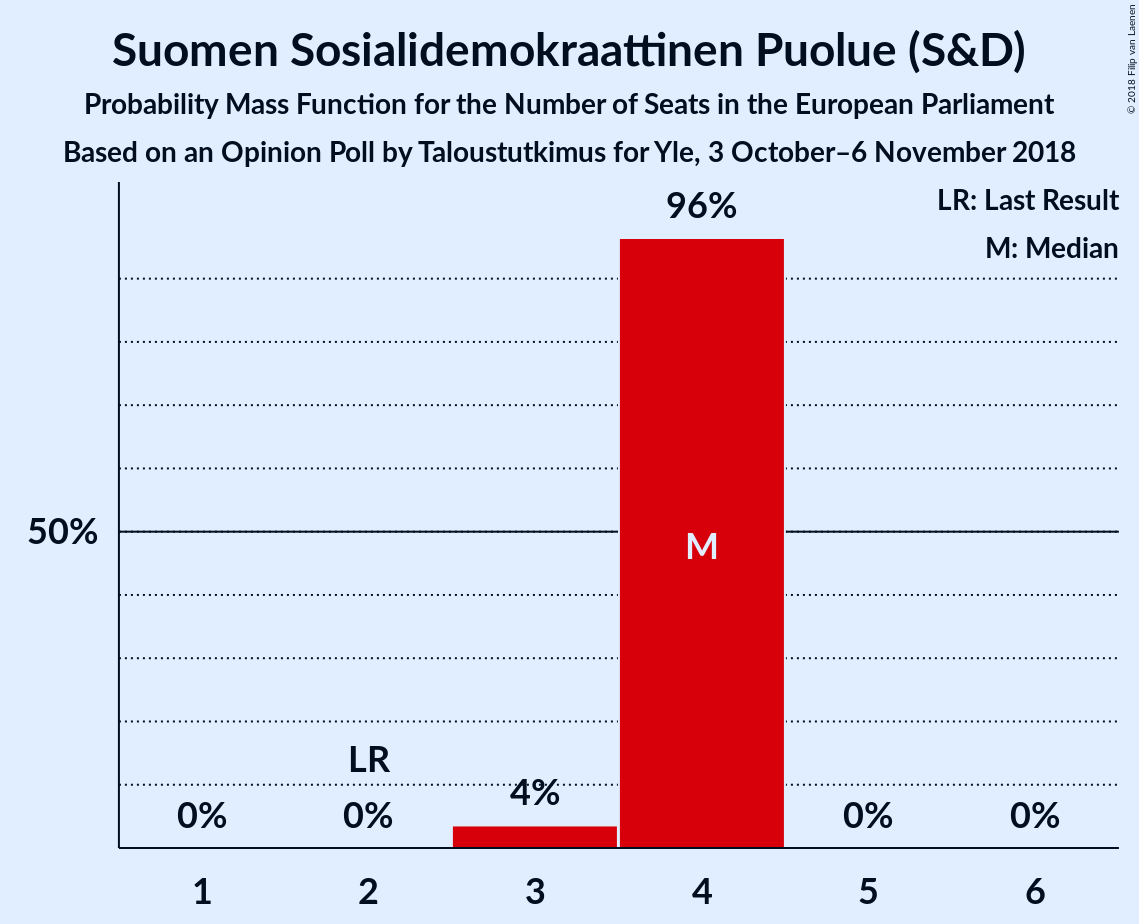 Suomen Sosialidemokraattinen Puolue (S&D)
Probability Mass Function for the Number of Seats in the European Parliament
Based on an Opinion Poll by Taloustutkimus for Yle, 3 October–6 November 2018
© 2018 Filip van Laenen
LR: Last Result
M: Median
96%
50%
M
LR
4%
0% 0% 0% 0%
1 2 3 4 5 6